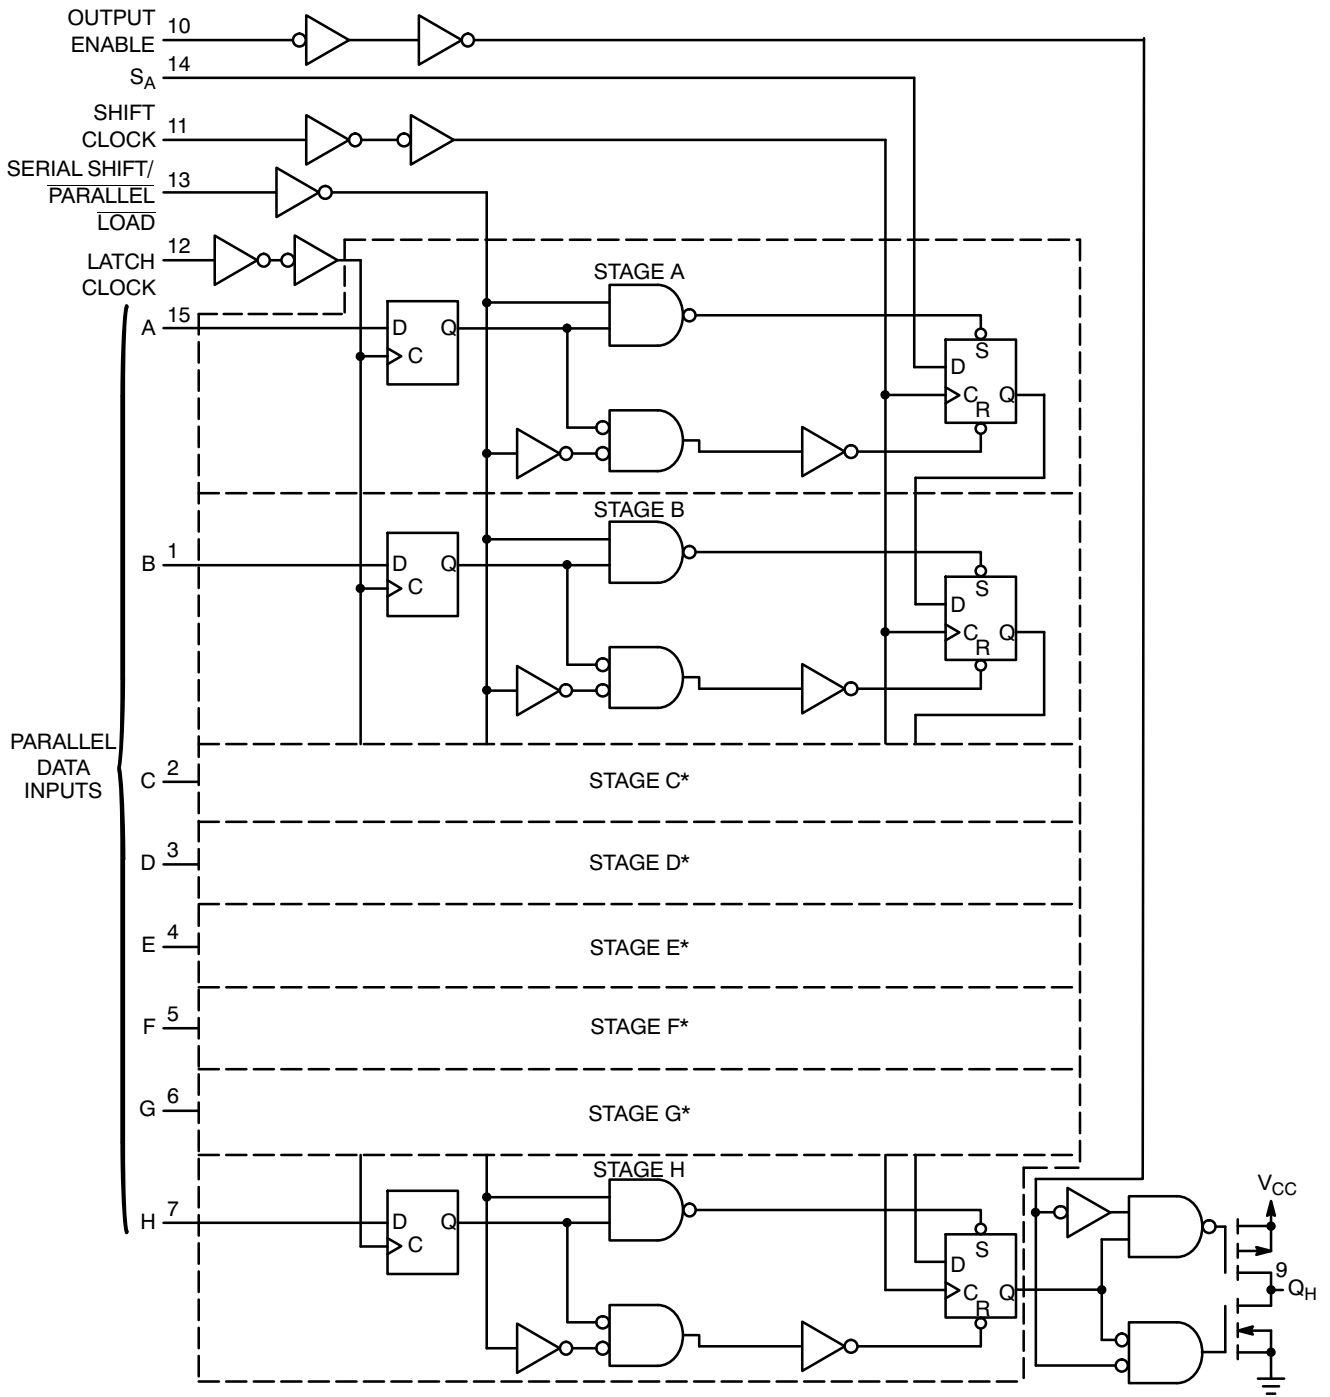 OUTPUT
ENABLE 10
SA 14
SHIFT
CLOCK 11
SERIAL SHIFT/
PARALLEL 13
LOAD
LATCH 12
CLOCK
STAGE A
A 15
D Q
C
S
D
C Q
R
STAGE B
B 1
D Q
C
S
D
C Q
R
PARALLEL
DATA
INPUTS
C 2
STAGE C*
D 3
STAGE D*
E 4
STAGE E*
F 5
STAGE F*
G 6
STAGE G*
STAGE H
H 7
D Q
C
S
D
C Q
R
VCC
9
QH